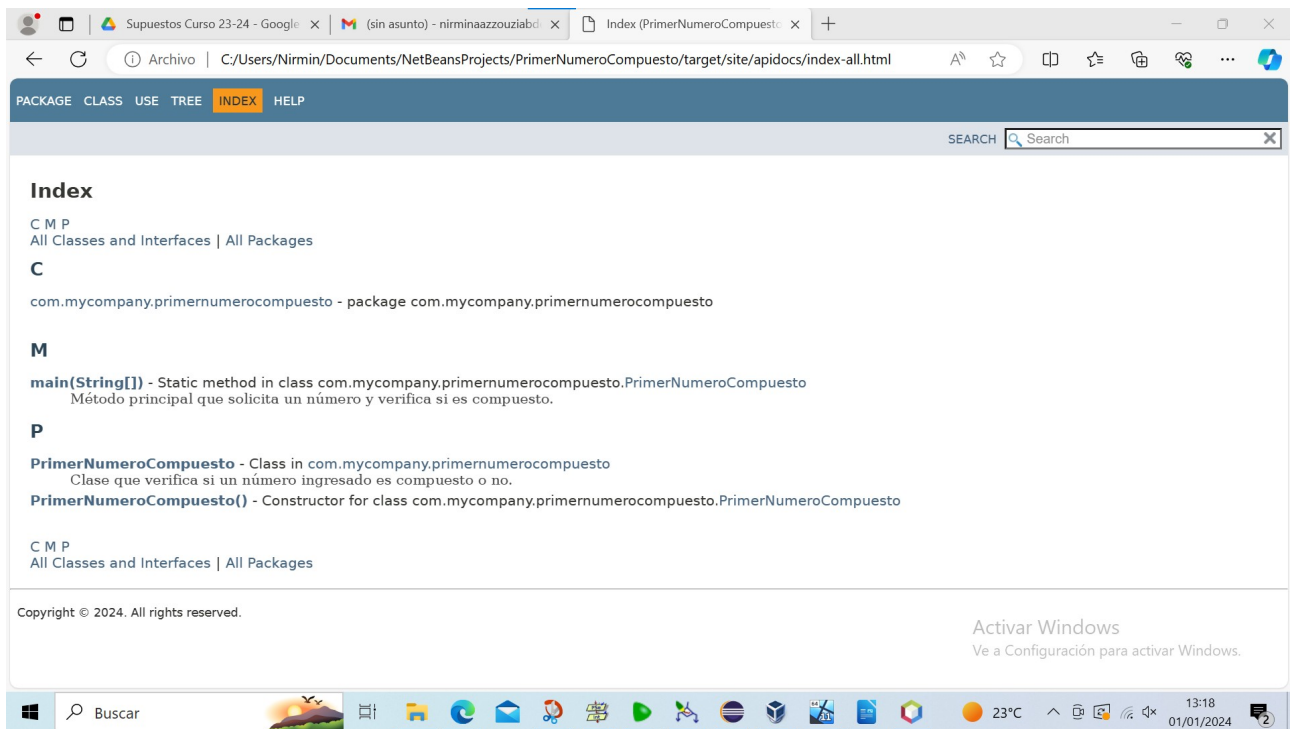 Supuestos Curso 23-24 - Google
(sin asunto) - nirminaazzouziabd
Index (PrimerNumeroCompuesto
Archivo | C:/Users/Nirmin/Documents/NetBeansProjects/PrimerNumeroCompuesto/target/site/apidocs/index-all.html
PACKAGE CLASS USE TREE INDEX HELP
SEARCH Search
Index
C M P
All Classes and Interfaces | All Packages
C
com.mycompany.primernumerocompuesto - package com.mycompany.primernumerocompuesto
M
main(String[]) - Static method in class com.mycompany.primernumerocompuesto.PrimerNumeroCompuesto
Método principal que solicita un número y verifica si es compuesto.
P
PrimerNumeroCompuesto - Class in com.mycompany.primernumerocompuesto
Clase que verifica si un número ingresado es compuesto o no.
PrimerNumeroCompuesto() - Constructor for class com.mycompany.primernumerocompuesto.PrimerNumeroCompuesto
C M P
All Classes and Interfaces | All Packages
Copyright © 2024. All rights reserved.
Activar Windows
Ve a Configuración para activar Windows.
Buscar
23°C
13:18
01/01/2024
2